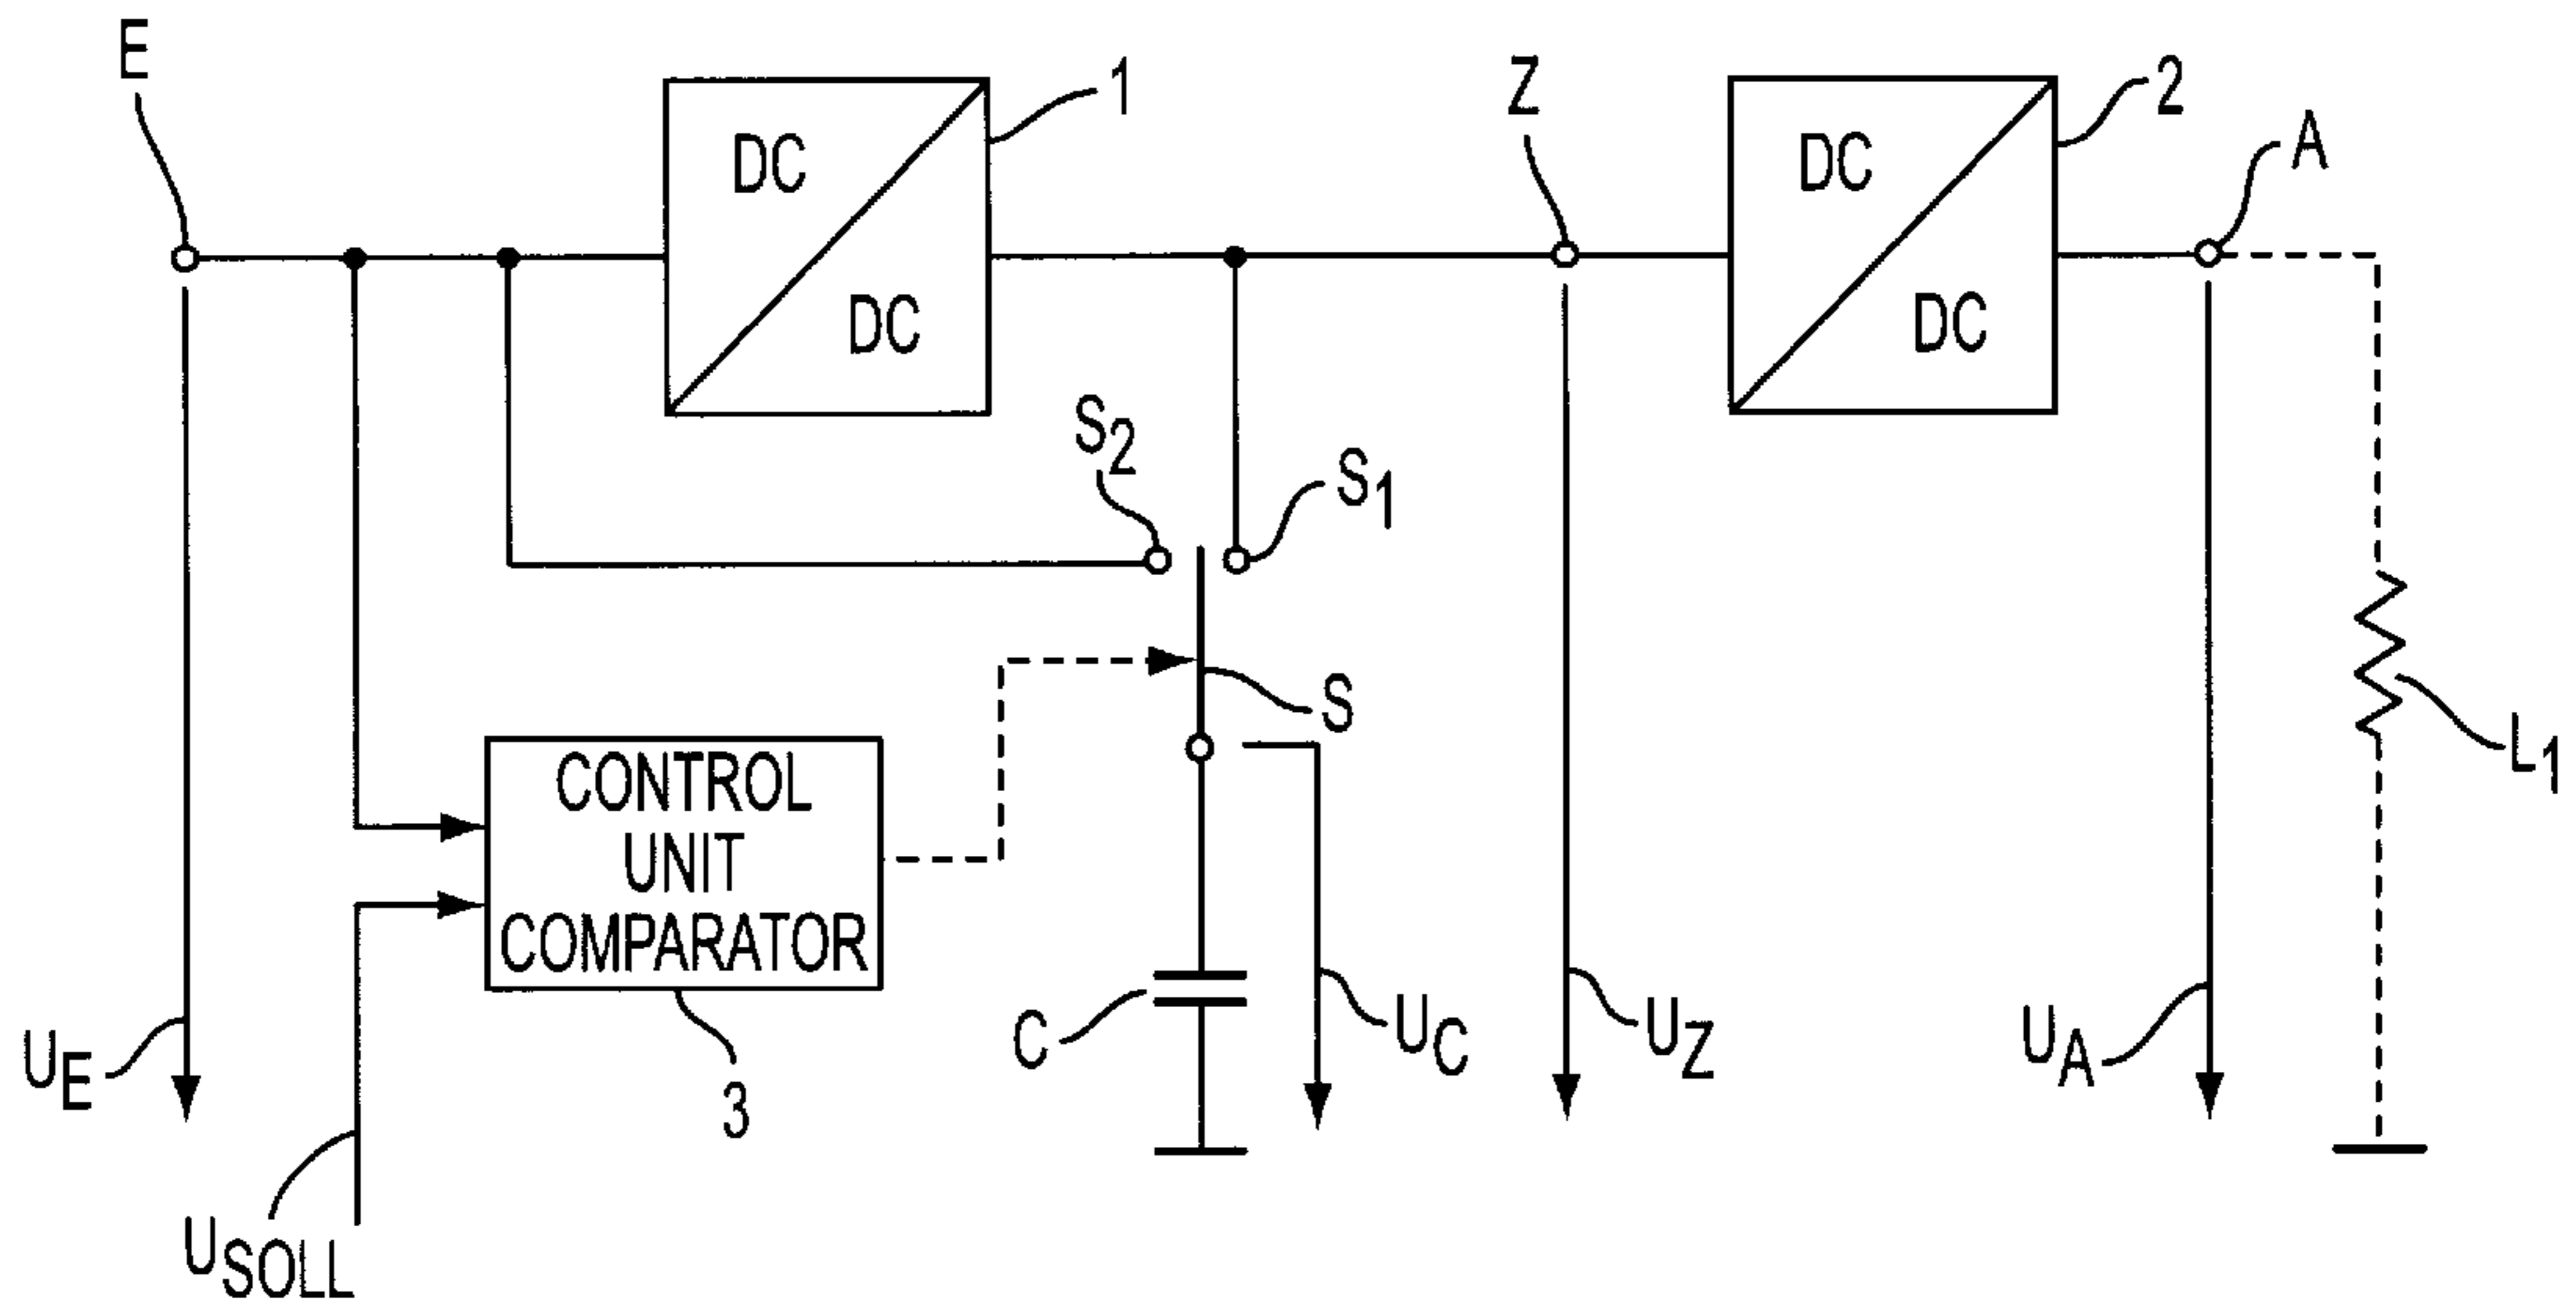 E
DC
DC
1
Z
DC
DC
2
A
S2
S1
S
CONTROL
UNIT
COMPARATOR
3
C
UC
UZ
UA
L1
UE
USOLL